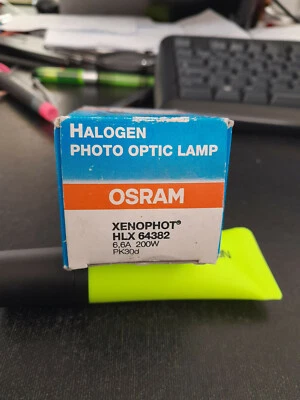 HALOGEN
PHOTO OPTIC LAMP
OSRAM
XENOPHOT®
HLX 64382
6,6A 200W
PK30d